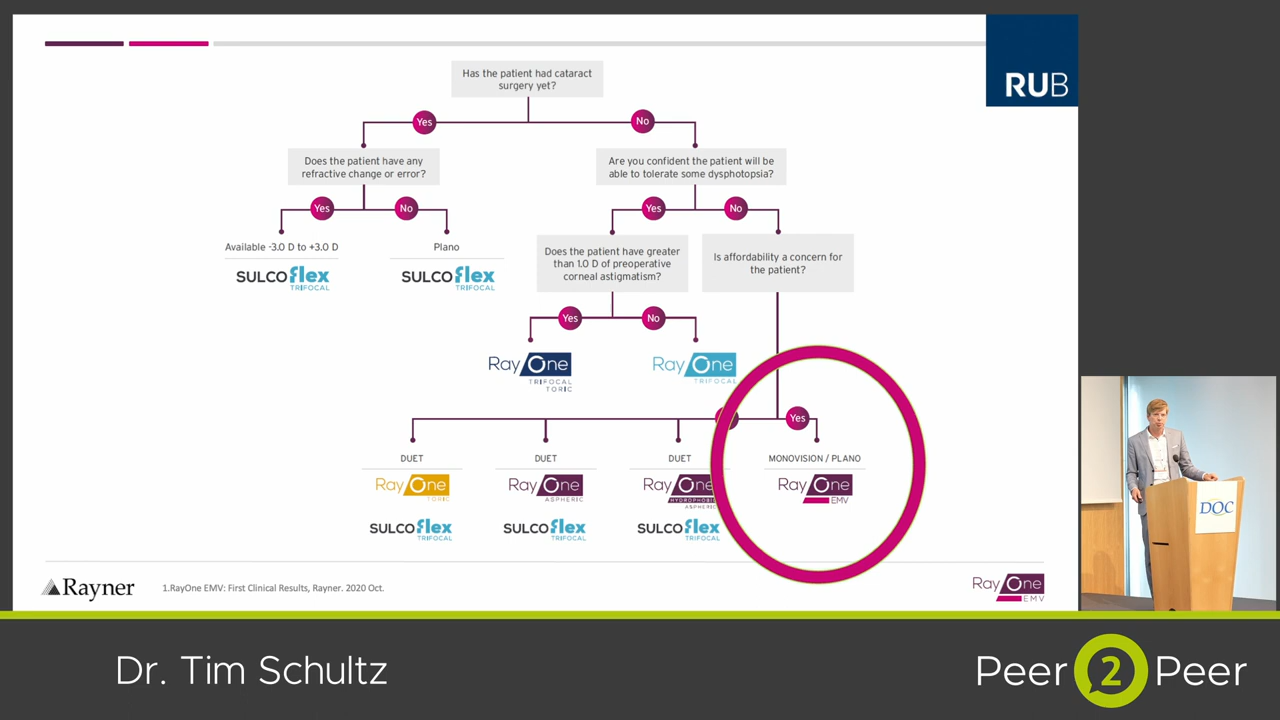 RUB
Has the patient had cataract
surgery yet?
Yes
No
Does the patient have any
refractive change or error?
Are you confident the patient will be
able to tolerate some dysphotopsia?
Yes
No
Yes
No
Available -3.0 D to +3.0 D
Plano
Does the patient have greater
than 1.0 D of preoperative
corneal astigmatism?
Is affordability a concern for
the patient?
SULCOflex
TRIFOCAL
SULCOflex
TRIFOCAL
Yes
No
RayOne
TRIFOCAL
TORIC
RayOne
TRIFOCAL
Yes
DUET
DUET
DUET
MONOVISION / PLANO
RayOne
TORIC
RayOne
ASPHERIC
RayOne
HYDROPHOBIC
ASPHERIC
RayOne
EMV
SULCOflex
TRIFOCAL
SULCOflex
TRIFOCAL
SULCOflex
TRIFOCAL
DOC
Rayner
1.RayOne EMV: First Clinical Results, Rayner. 2020 Oct.
RayOne
EMV
Dr. Tim Schultz
Peer 2 Peer